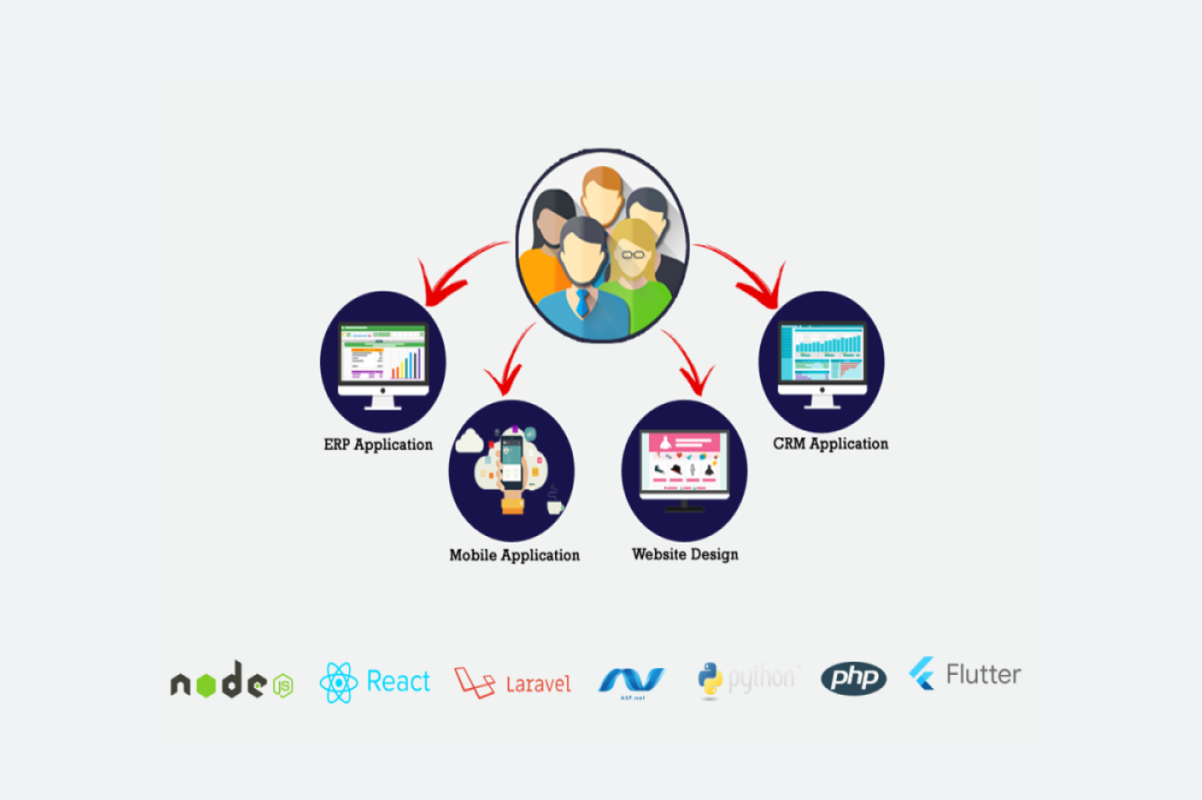 ERP Application
CRM Application
Mobile Application
Website Design
node JS
React
Laravel
ASP.net
python
php
Flutter